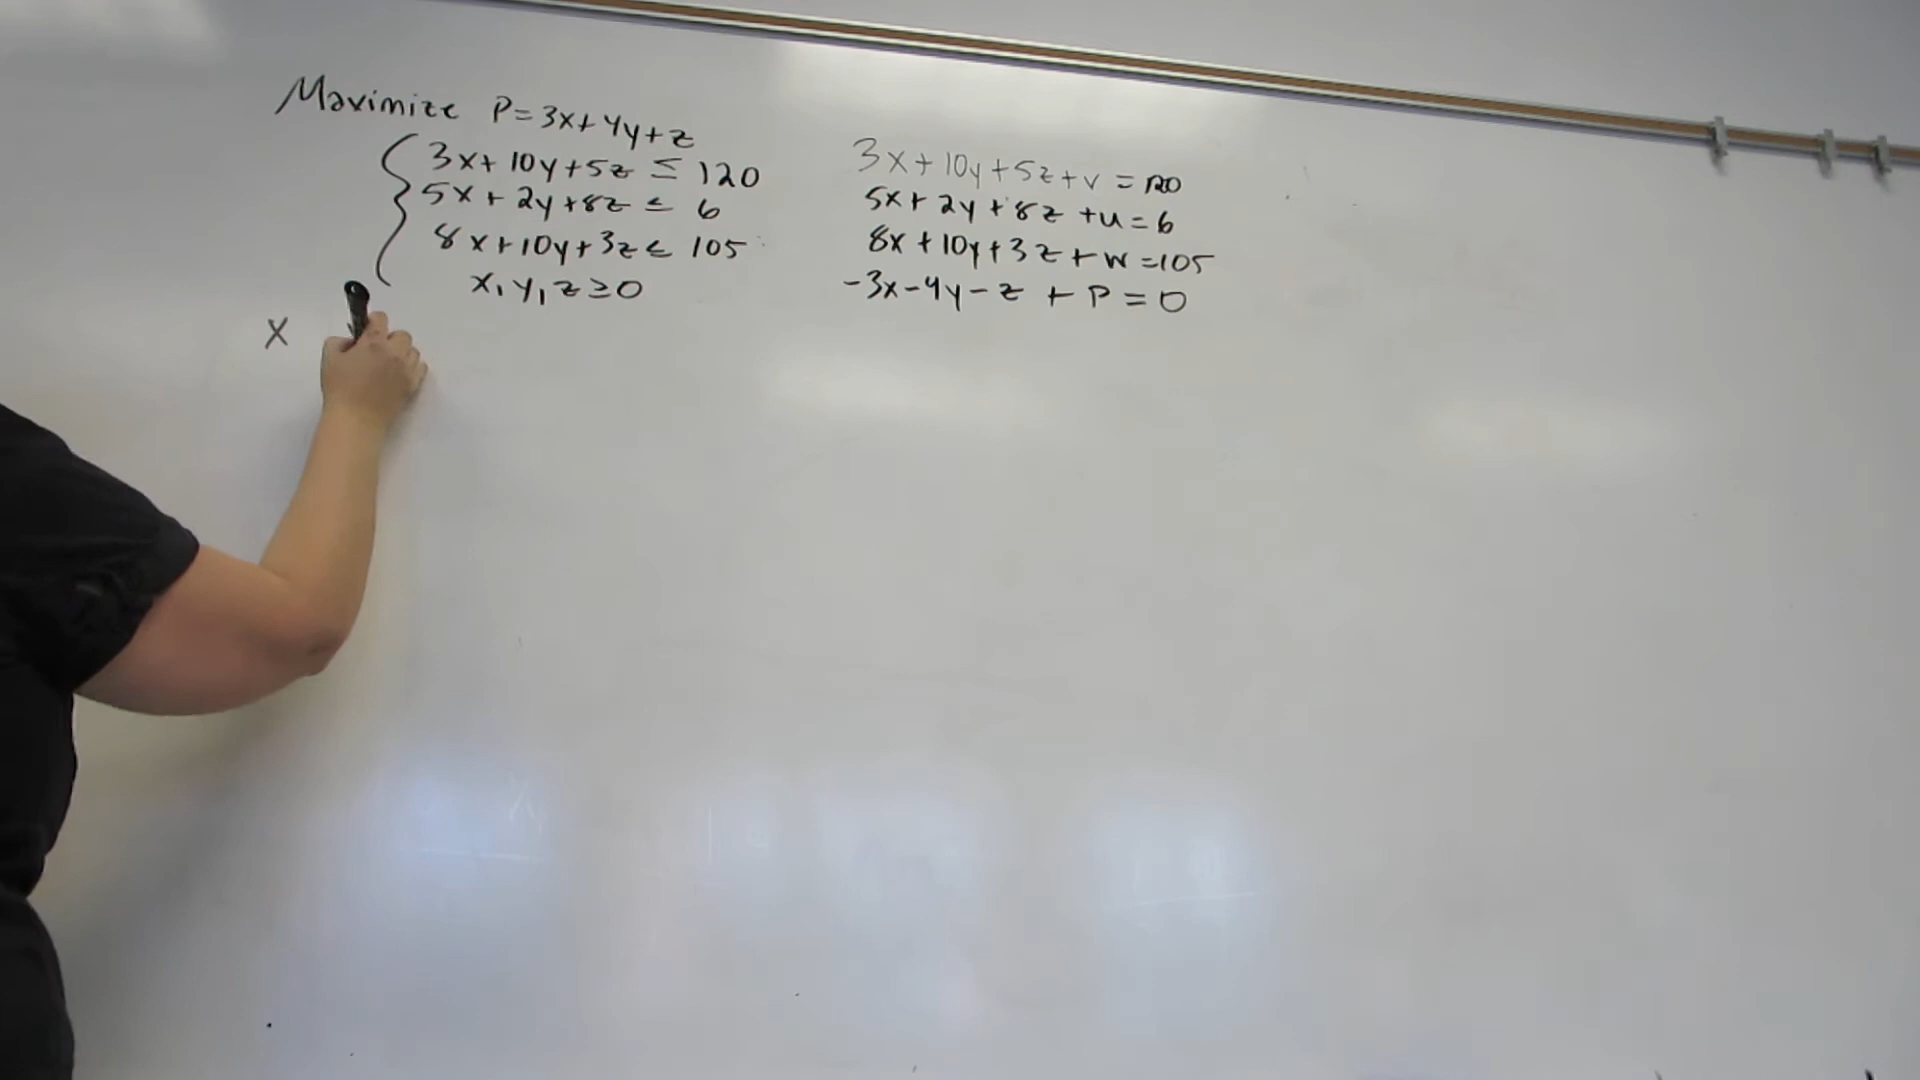 Maximize P=3x+4y+z
3x+10y+5z ≤ 120
5x+2y+8z ≤ 6
8x+10y+3z ≤ 105
x, y, z ≥ 0
3x+10y+5z+v=120
5x+2y+8z+u=6
8x+10y+3z+w=105
-3x-4y-z+P=0
x